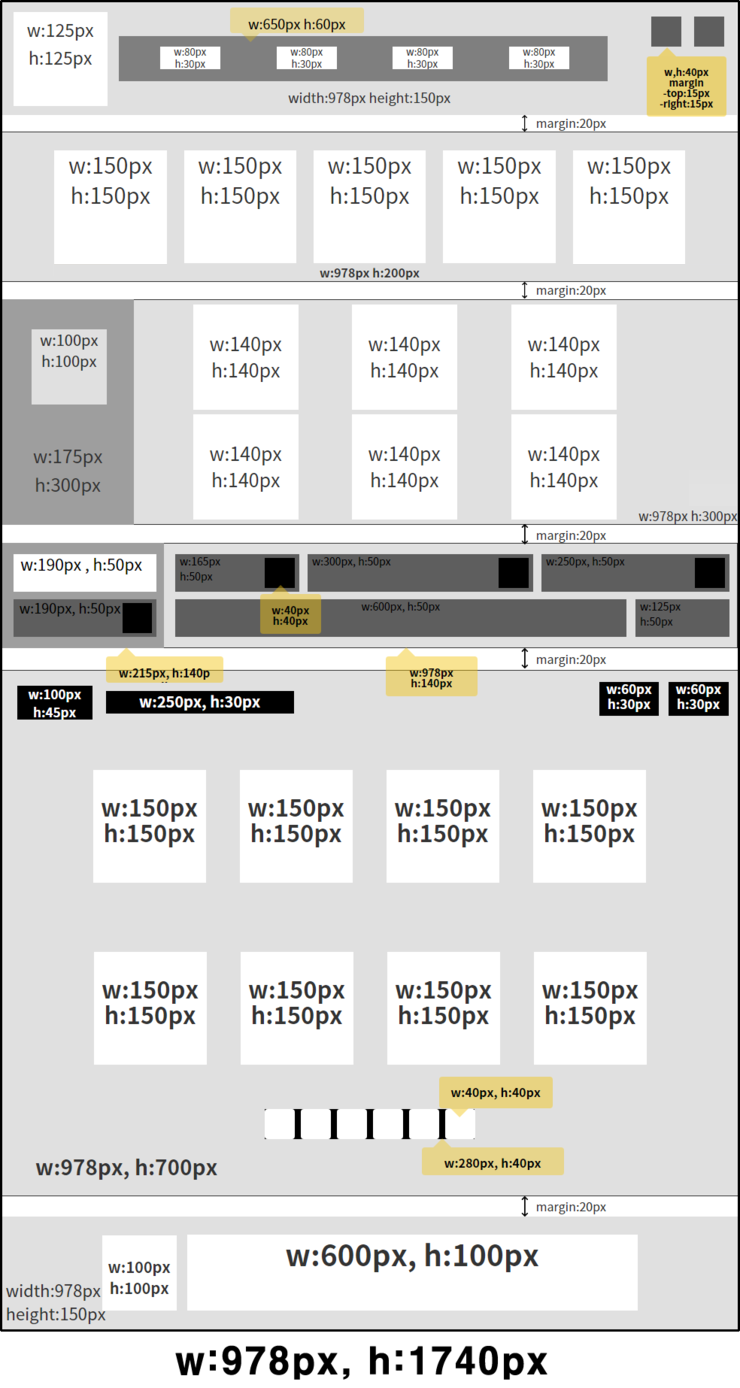 w:125px
h:125px
w:650px h:60px
w:80px
h:30px
w:80px
h:30px
w:80px
h:30px
w:80px
h:30px
w,h:40px
margin
-top:15px
-right:15px
width:978px height:150px
margin:20px
w:150px
h:150px
w:150px
h:150px
w:150px
h:150px
w:150px
h:150px
w:150px
h:150px
w:978px h:200px
margin:20px
w:100px
h:100px
w:175px
h:300px
w:140px
h:140px
w:140px
h:140px
w:140px
h:140px
w:140px
h:140px
w:140px
h:140px
w:140px
h:140px
w:978px h:300px
margin:20px
w:190px , h:50px
w:165px
h:50px
w:300px, h:50px
w:250px, h:50px
w:190px, h:50px
w:40px
h:40px
w:600px, h:50px
w:125px
h:50px
margin:20px
w:215px, h:140p
w:978px
h:140px
w:100px
h:45px
w:250px, h:30px
w:60px
h:30px
w:60px
h:30px
w:150px
h:150px
w:150px
h:150px
w:150px
h:150px
w:150px
h:150px
w:150px
h:150px
w:150px
h:150px
w:150px
h:150px
w:150px
h:150px
w:40px, h:40px
w:280px, h:40px
w:978px, h:700px
margin:20px
w:100px
h:100px
w:600px, h:100px
width:978px
height:150px
w:978px, h:1740px